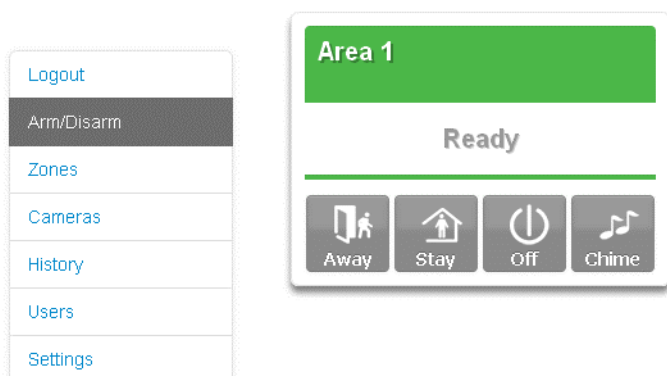 Logout
Arm/Disarm
Zones
Cameras
History
Users
Settings
Area 1
Ready
Away Stay Off Chime